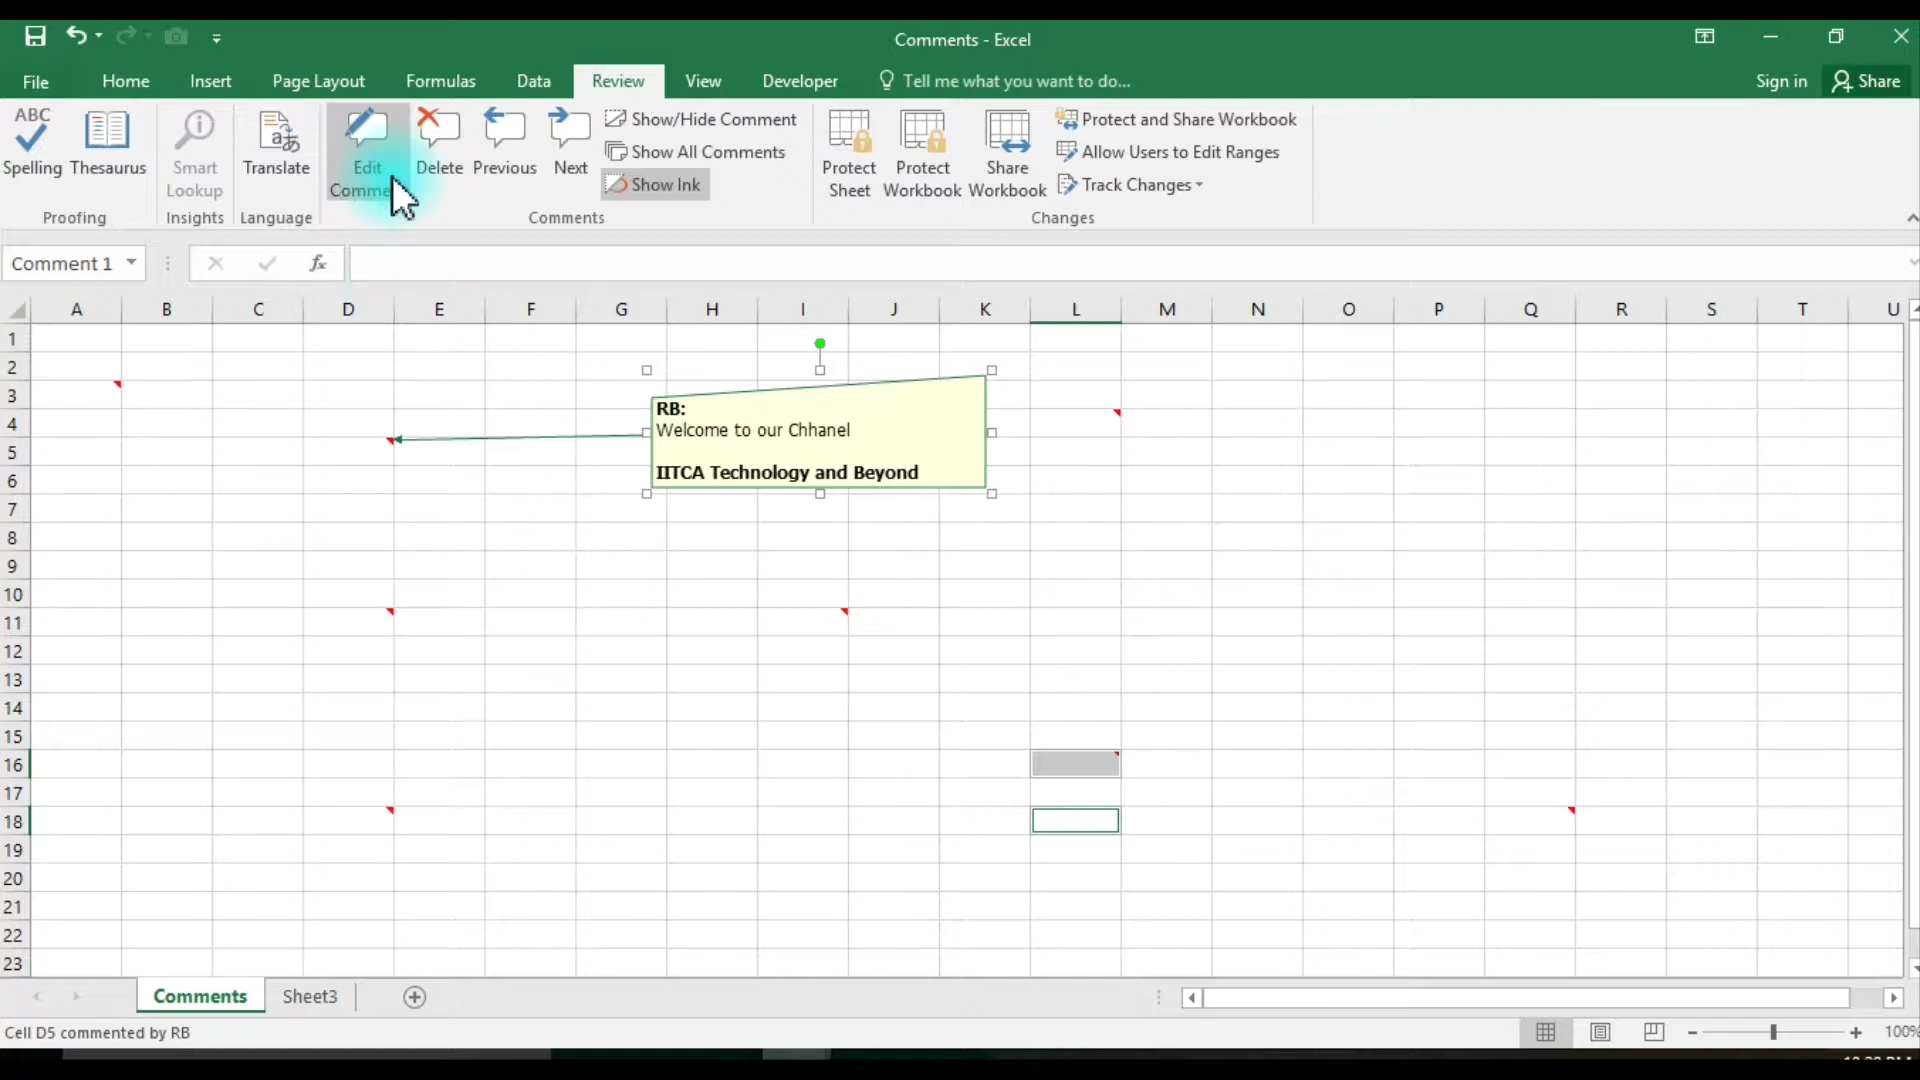 Comments - Excel
File Home Insert Page Layout Formulas Data Review View Developer Tell me what you want to do... Sign in Share
ABC
Spelling Thesaurus Smart Lookup Translate Edit Delete Previous Next
Show/Hide Comment
Show All Comments
Show Ink
Protect Sheet Protect Workbook Share Workbook
Protect and Share Workbook
Allow Users to Edit Ranges
Track Changes
Proofing Insights Language Comments Changes
Comment 1 fx
A B C D E F G H I J K L M N O P Q R S T U
1
2
3
RB:
4
Welcome to our Chhanel
5
IITCA Technology and Beyond
6
7
8
9
10
11
12
13
14
15
16
17
18
19
20
21
22
23
Comments Sheet3
Cell D5 commented by RB
100%